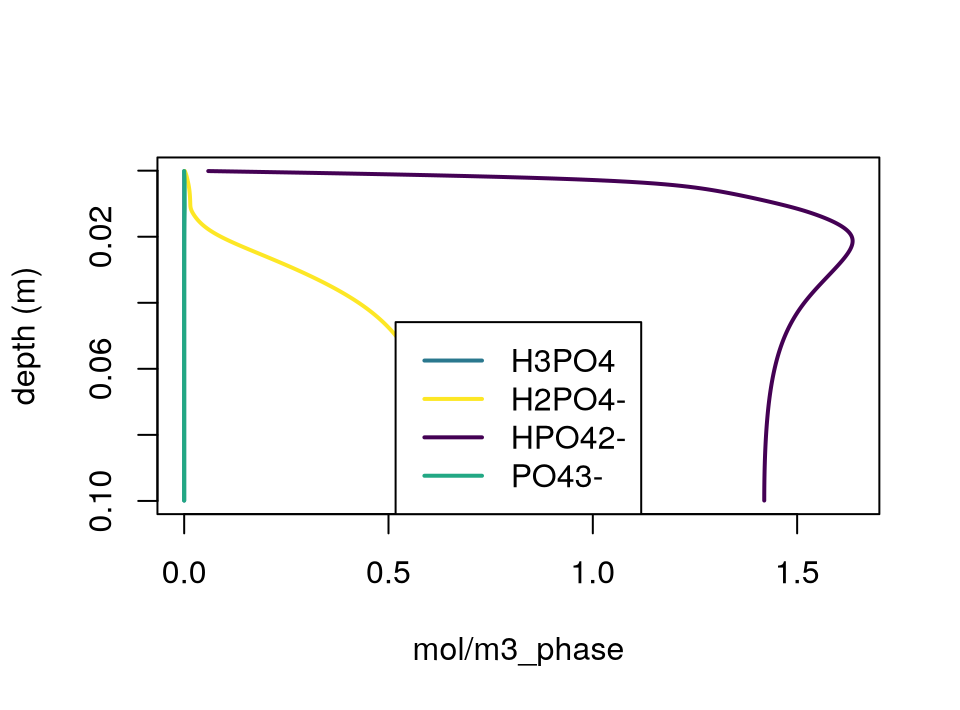 depth (m)
0.02
0.06
0.10
H3PO4
H2PO4-
HPO42-
PO43-
0.0 0.5 1.0 1.5
mol/m3_phase